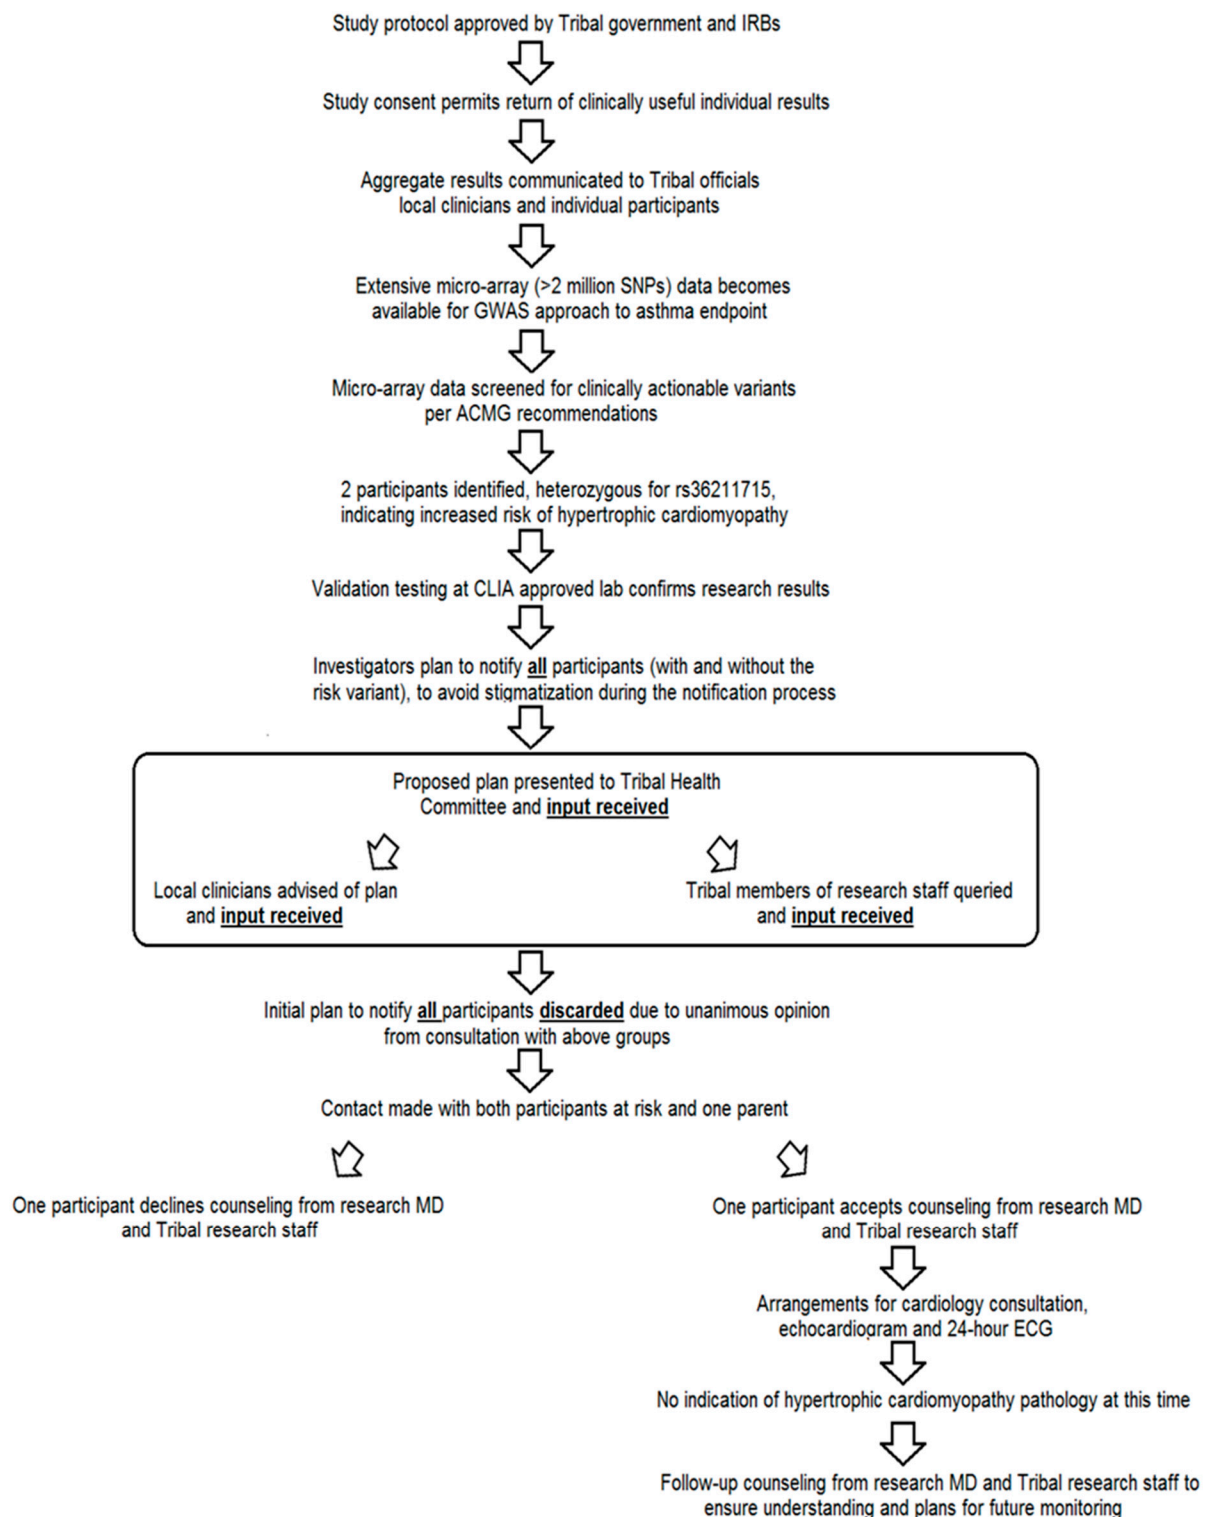 Study protocol approved by Tribal government and IRBs
Study consent permits return of clinically useful individual results
Aggregate results communicated to Tribal officials
local clinicians and individual participants
Extensive micro-array (>2 million SNPs) data becomes
available for GWAS approach to asthma endpoint
Micro-array data screened for clinically actionable variants
per ACMG recommendations
2 participants identified, heterozygous for rs36211715,
indicating increased risk of hypertrophic cardiomyopathy
Validation testing at CLIA approved lab confirms research results
Investigators plan to notify all participants (with and without the
risk variant), to avoid stigmatization during the notification process
Proposed plan presented to Tribal Health
Committee and input received
Local clinicians advised of plan
and input received
Tribal members of research staff queried
and input received
Initial plan to notify all participants discarded due to unanimous opinion
from consultation with above groups
Contact made with both participants at risk and one parent
One participant declines counseling from research MD
and Tribal research staff
One participant accepts counseling from research MD
and Tribal research staff
Arrangements for cardiology consultation,
echocardiogram and 24-hour ECG
No indication of hypertrophic cardiomyopathy pathology at this time
Follow-up counseling from research MD and Tribal research staff to
ensure understanding and plans for future monitoring